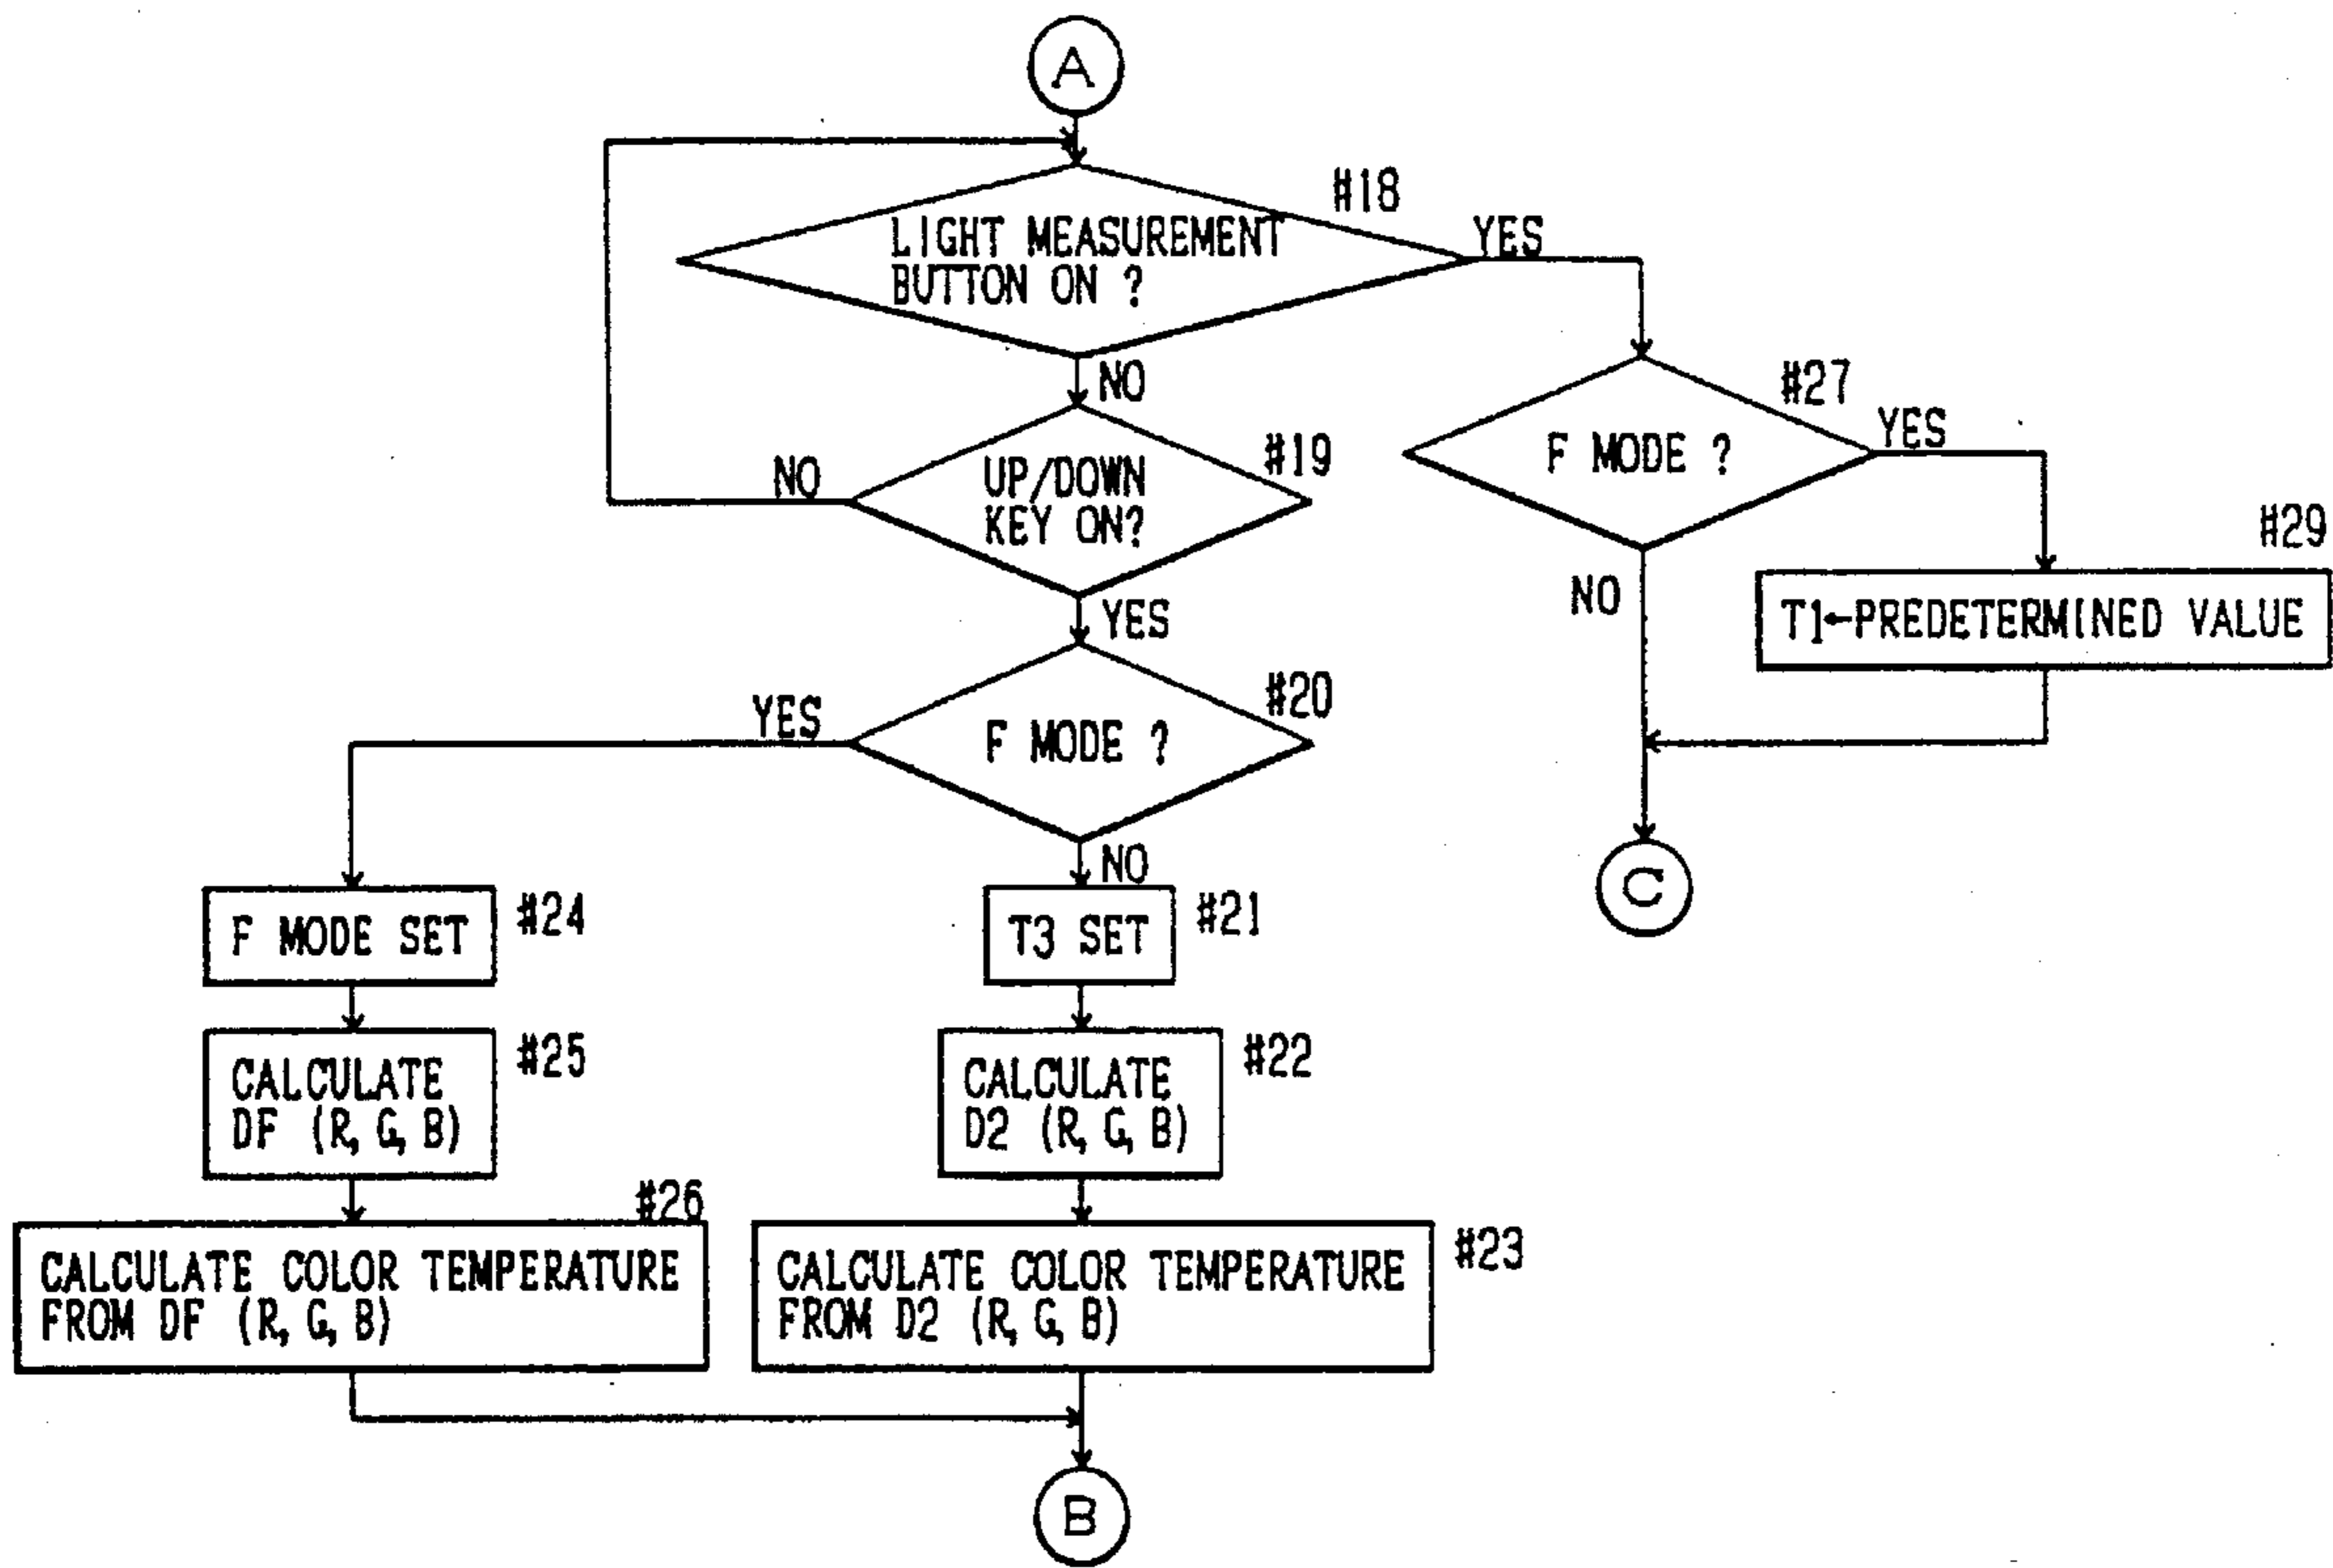 A
#18
LIGHT MEASUREMENT
BUTTON ON ?
YES
NO
#27
F MODE ?
YES
NO
#29
T1←PREDETERMINED VALUE
C
#19
UP/DOWN
KEY ON?
NO
YES
#20
F MODE ?
YES
NO
F MODE SET
#24
T3 SET
#21
CALCULATE
DF (R, G, B)
#25
CALCULATE
D2 (R, G, B)
#22
#26
CALCULATE COLOR TEMPERATURE
FROM DF (R, G, B)
CALCULATE COLOR TEMPERATURE
FROM D2 (R, G, B)
#23
B